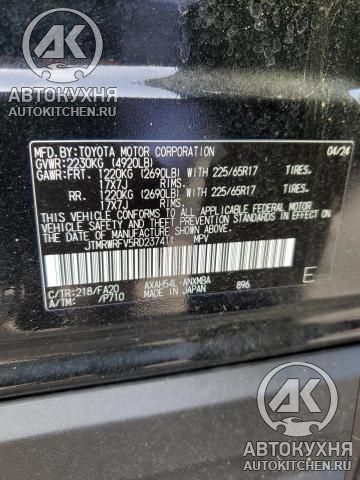 АВТОКУХНЯ
AUTOKITCHEN.RU
MFD.BY:TOYOTA MOTOR CORPORATION 04/24
GVWR:2230KG (4920LB)
GAWR:FRT. 1220KG (2690LB) WITH 225/65R17 TIRES.
17X7J RIMS.
RR. 1220KG (2690LB) WITH 225/65R17 TIRES.
17X7J RIMS.
THIS VEHICLE CONFORMS TO ALL APPLICABLE FEDERAL MOTOR
VEHICLE SAFETY, BUMPER, AND THEFT PREVENTION STANDARDS IN
EFFECT ON THE DATE OF MANUFACTURE SHOWN ABOVE.
JTMRWRFV5RD237411 MPV
C/TR:218/FA20 AXAH54L-ANXMBA 896 E
A/TM: /P710 MADE IN JAPAN
АК
АВТОКУХНЯ
AUTOKITCHEN.RU